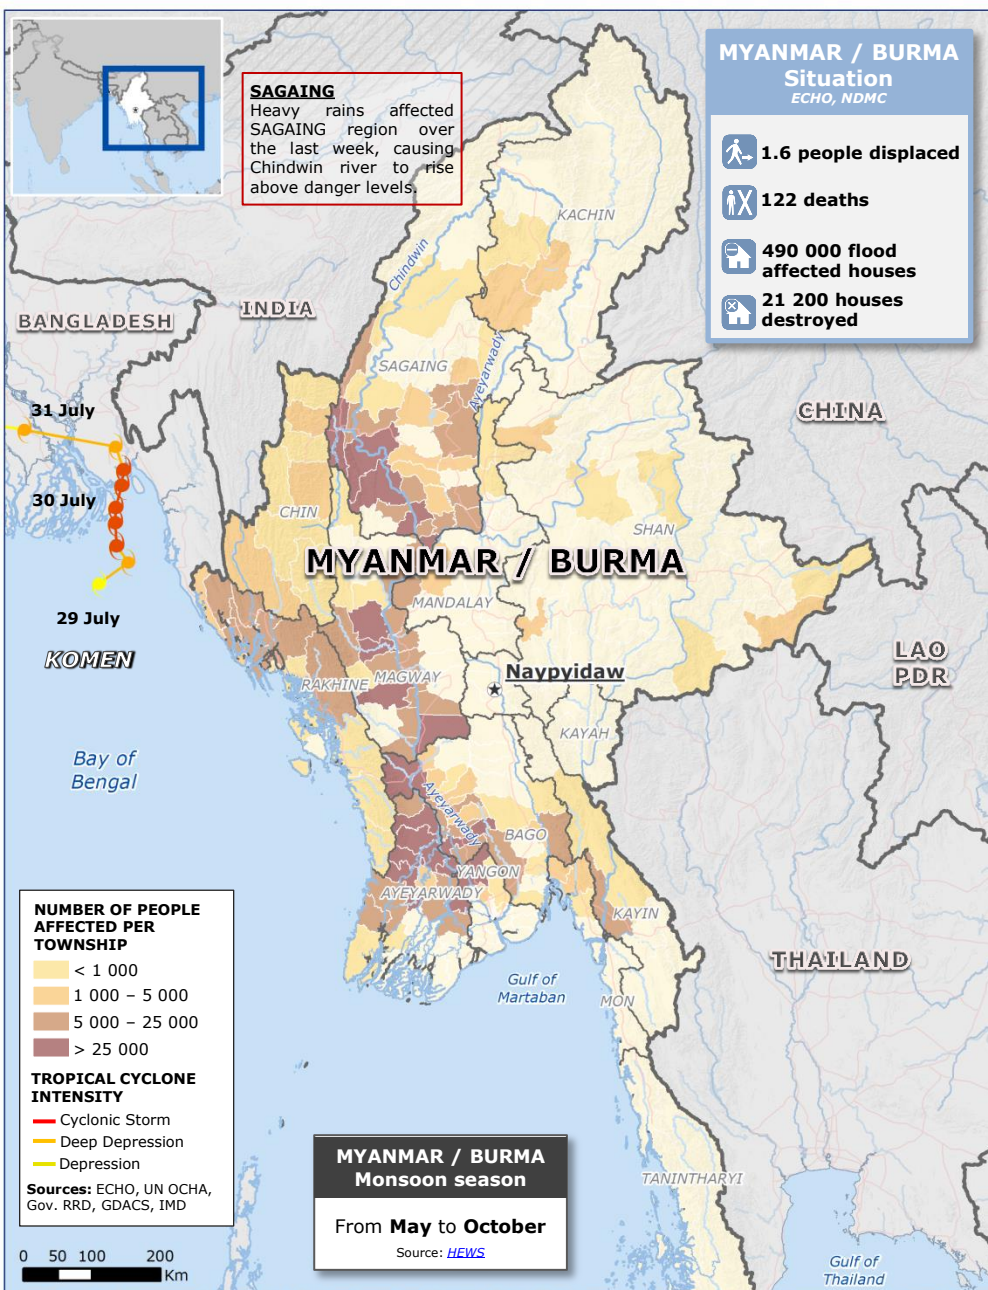 SAGAING
Heavy rains affected
SAGAING region over
the last week, causing
Chindwin river to rise
above danger levels.
MYANMAR / BURMA
Situation
ECHO, NDMC
1.6 people displaced
122 deaths
490 000 flood
affected houses
21 200 houses
destroyed
KACHIN
Chindwin
INDIA
BANGLADESH
SAGAING
Ayeyarwady
CHINA
31 July
30 July
CHIN
SHAN
MYANMAR / BURMA
MANDALAY
29 July
KOMEN
LAO
PDR
Naypyidaw
RAKHINE
MAGWAY
KAYAH
Bay of
Bengal
Ayeyarwady
BAGO
YANGON
AYEYARWADY
KAYIN
THAILAND
Gulf of
Martaban
MON
NUMBER OF PEOPLE
AFFECTED PER
TOWNSHIP
< 1 000
1 000 – 5 000
5 000 – 25 000
> 25 000
TROPICAL CYCLONE
INTENSITY
Cyclonic Storm
Deep Depression
Depression
Sources: ECHO, UN OCHA,
Gov. RRD, GDACS, IMD
MYANMAR / BURMA
Monsoon season
From May to October
Source: HEWS
TANINTHARYI
0 50 100 200
Km
Gulf of
Thailand